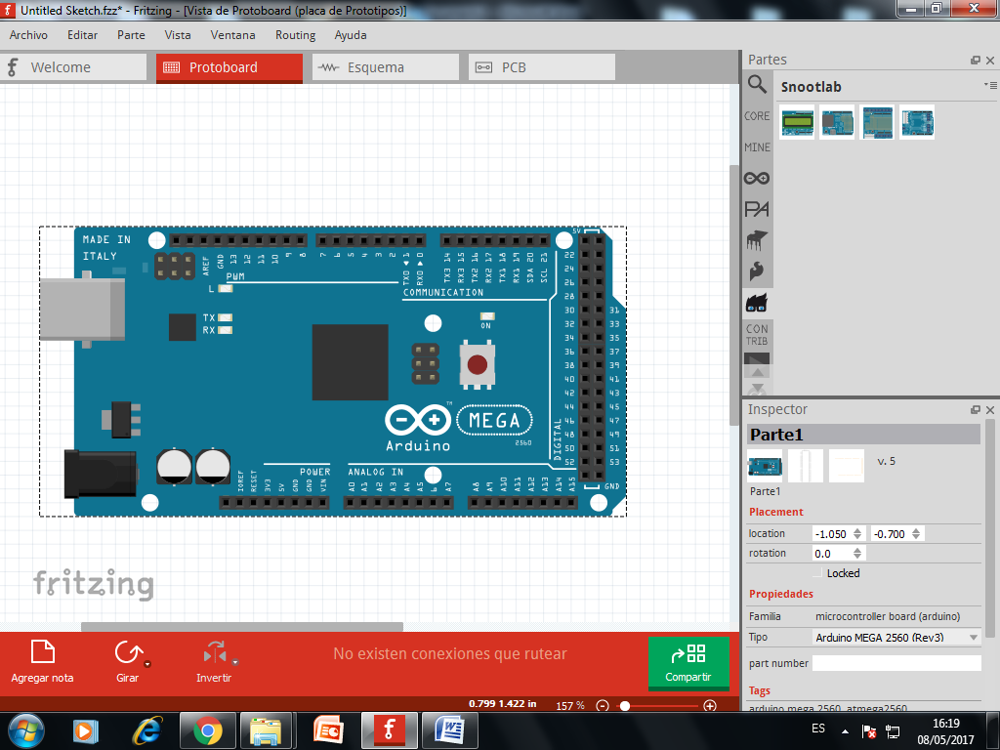 Untitled Sketch.fzz* - Fritzing - [Vista de Protoboard (placa de Prototipos)]
Archivo Editar Parte Vista Ventana Routing Ayuda
Welcome Protoboard Esquema PCB
Partes
Snootlab
CORE
MINE
CON
TRIB
MADE IN
ITALY
AREF GND 13 12 11 10 9 8 7 6 5 4 3 2 TX0 1 RX0 0 TX3 14 RX3 15 TX2 16 RX2 17 TX1 18 RX1 19 SDA 20 SCL 21
5V
PWM
COMMUNICATION
L
TX
RX
ON
22
24
26
28
30 31
32 33
34 35
36 37
38 39
40 41
42 43
44 45
46 47
48 49
50 51
52 53
GND
DIGITAL
MEGA
2560
TM
Arduino
POWER ANALOG IN
IOREF RESET 3V3 5V GND GND VIN A0 A1 A2 A3 A4 A5 6 A7 A8 A9 A10 A11 A12 A13 A14 A15
fritzing
Inspector
Parte1
v. 5
Parte1
Placement
location -1.050 -0.700
rotation 0.0
Locked
Propiedades
Familia microcontroller board (arduino)
Tipo Arduino MEGA 2560 (Rev3)
part number
Tags
arduino mega 2560, atmega2560
Agregar nota Girar Invertir
No existen conexiones que rutear
Compartir
0.799 1.422 in 157 %
ES
16:19
08/05/2017